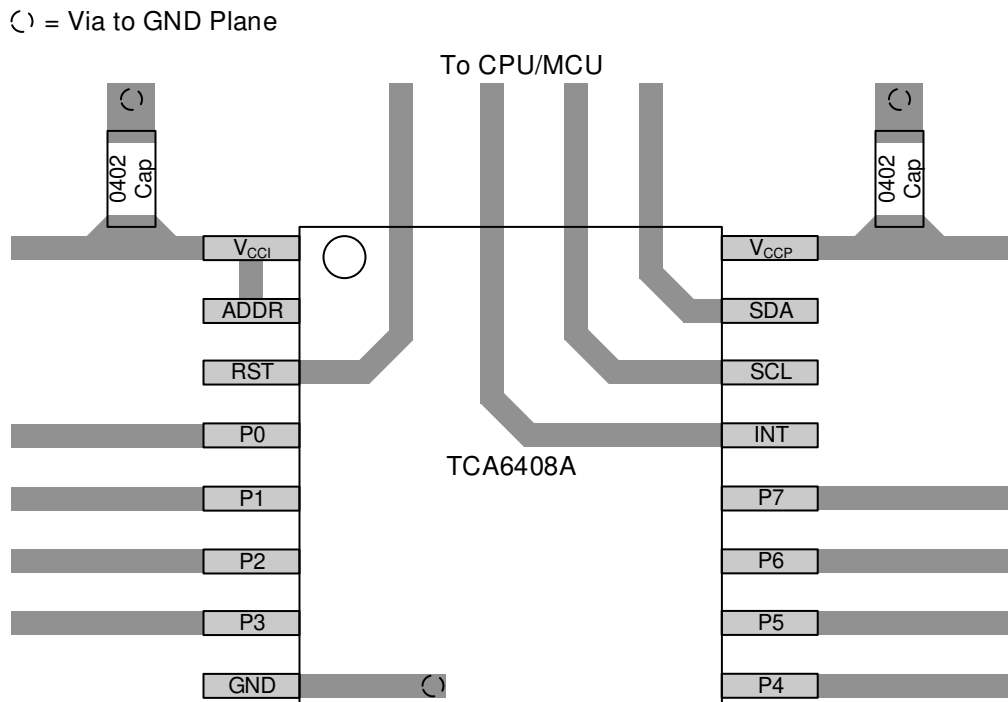 = Via to GND Plane
To CPU/MCU
0402
Cap
0402
Cap
VCCI
VCCP
ADDR
SDA
RST
SCL
P0
INT
TCA6408A
P1
P7
P2
P6
P3
P5
GND
P4